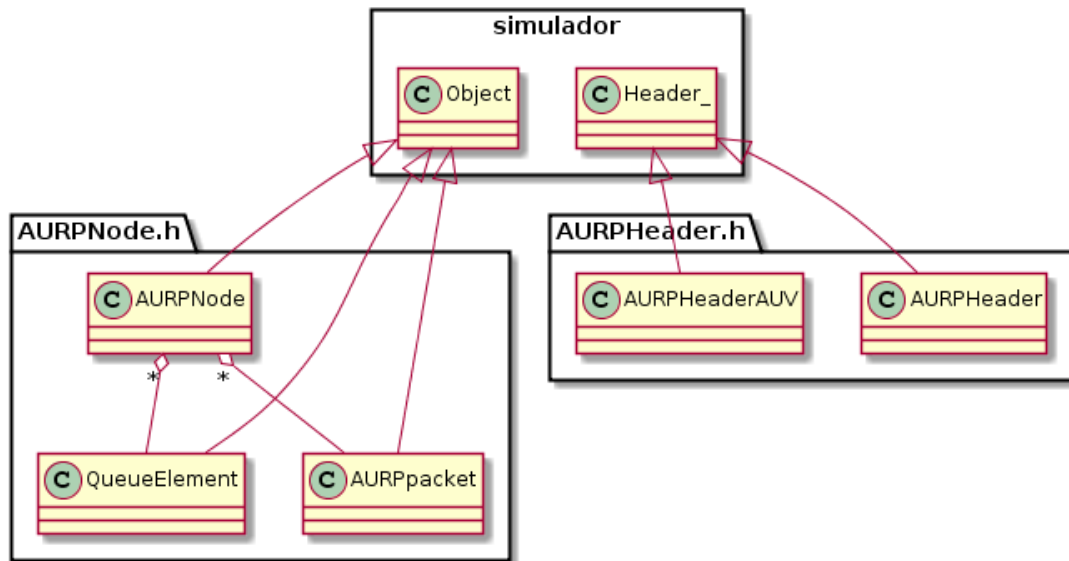 simulador
C Object
C Header_
AURPNode.h
AURPHeader.h
C AURPNode
C AURPHeaderAUV
C AURPHeader
* *
C QueueElement
C AURPpacket